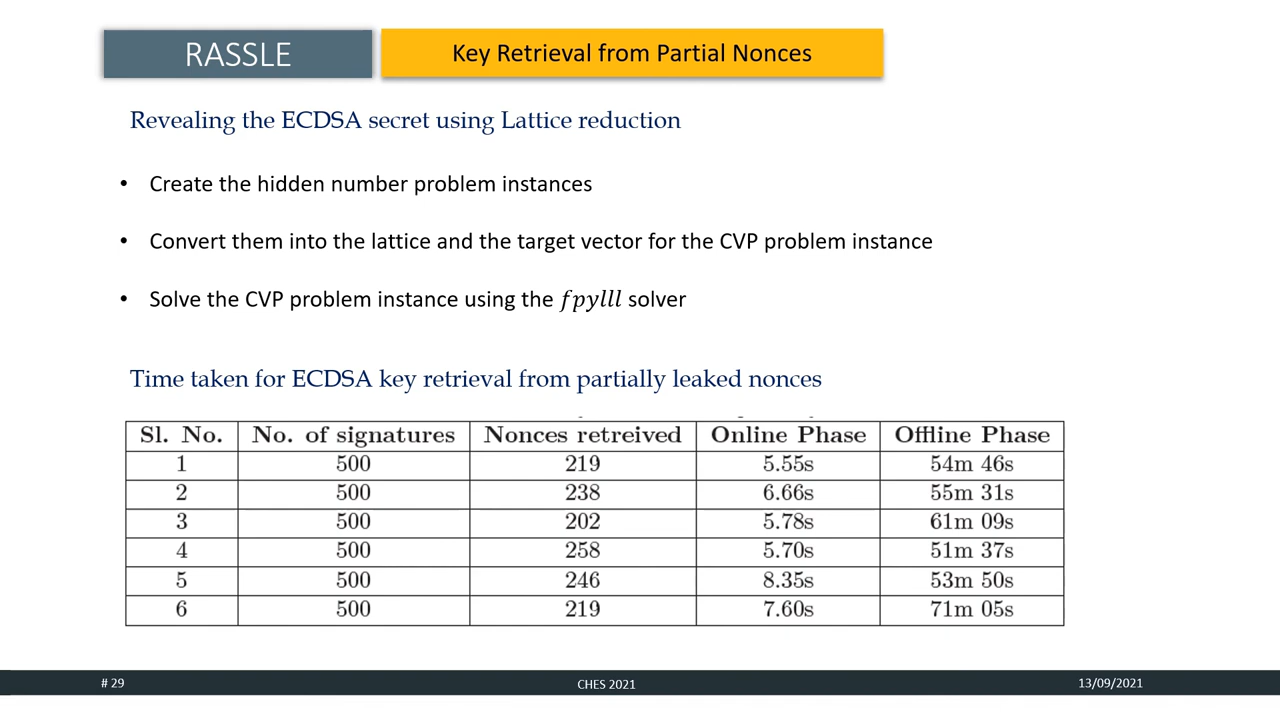 RASSLE
Key Retrieval from Partial Nonces
Revealing the ECDSA secret using Lattice reduction
• Create the hidden number problem instances
• Convert them into the lattice and the target vector for the CVP problem instance
• Solve the CVP problem instance using the fpylll solver
Time taken for ECDSA key retrieval from partially leaked nonces
Sl. No. No. of signatures Nonces retreived Online Phase Offline Phase
1 500 219 5.55s 54m 46s
2 500 238 6.66s 55m 31s
3 500 202 5.78s 61m 09s
4 500 258 5.70s 51m 37s
5 500 246 8.35s 53m 50s
6 500 219 7.60s 71m 05s
# 29 CHES 2021 13/09/2021